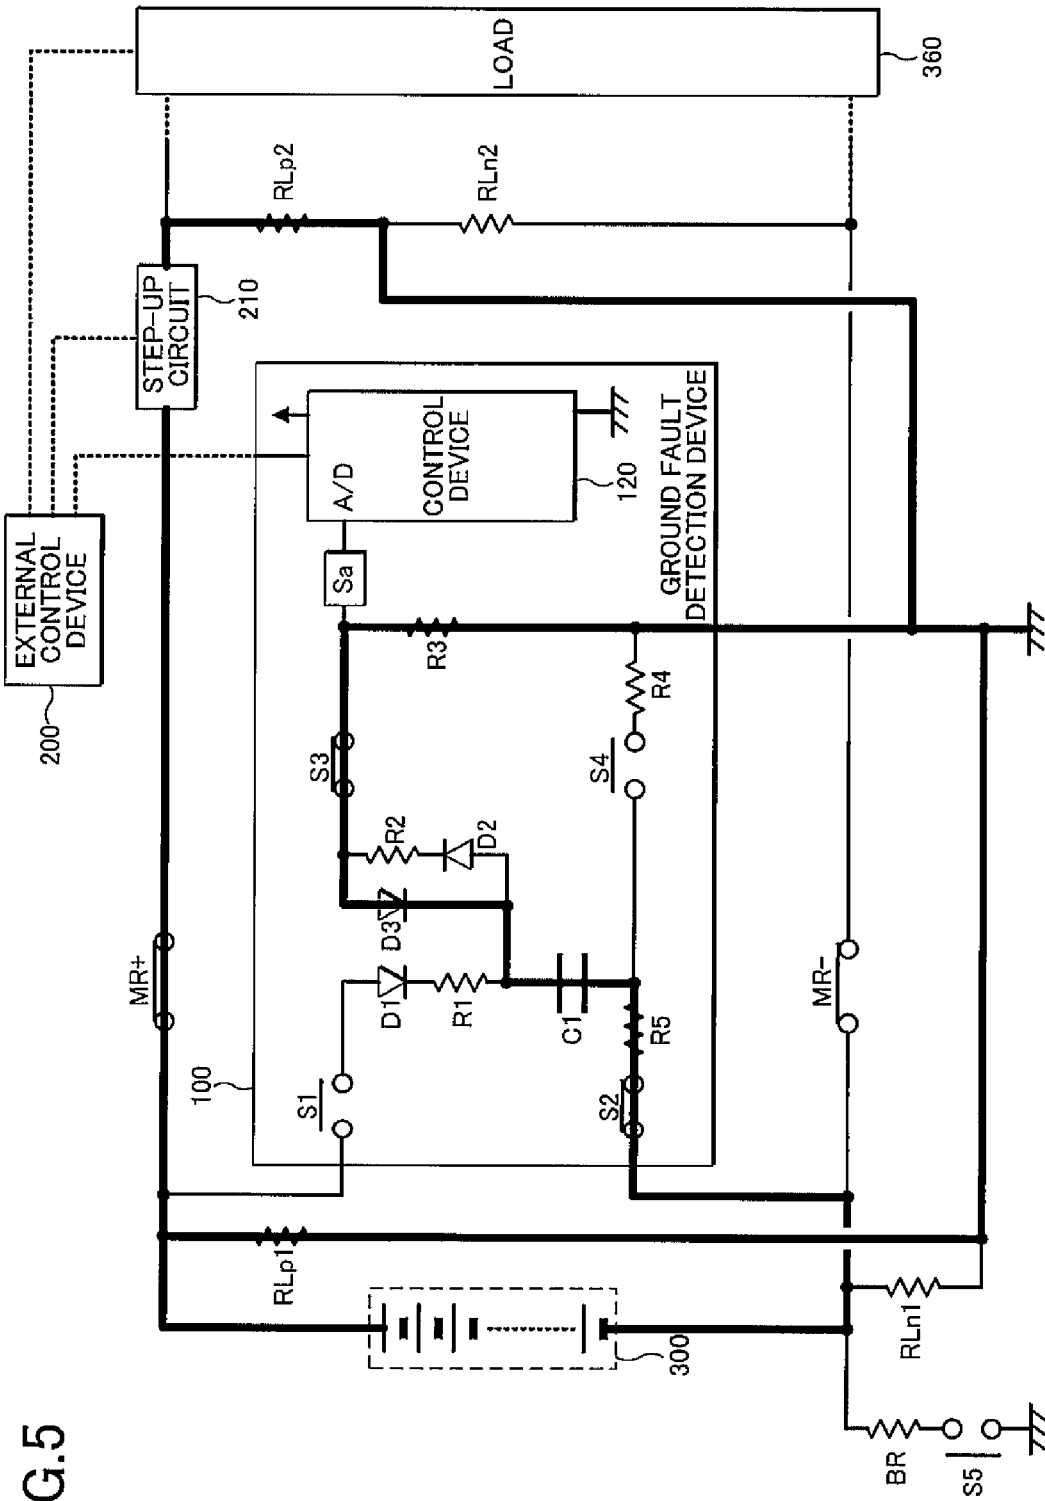 G.5
EXTERNAL
CONTROL
DEVICE
200
STEP-UP
CIRCUIT
210
LOAD
360
RLp2
RLn2
MR+
100
S1
D1
R1
D3
R2
D2
S3
C1
R5
S2
S4
R4
R3
Sa
A/D
CONTROL
DEVICE
120
GROUND FAULT
DETECTION DEVICE
MR-
RLp1
300
RLn1
BR
S5